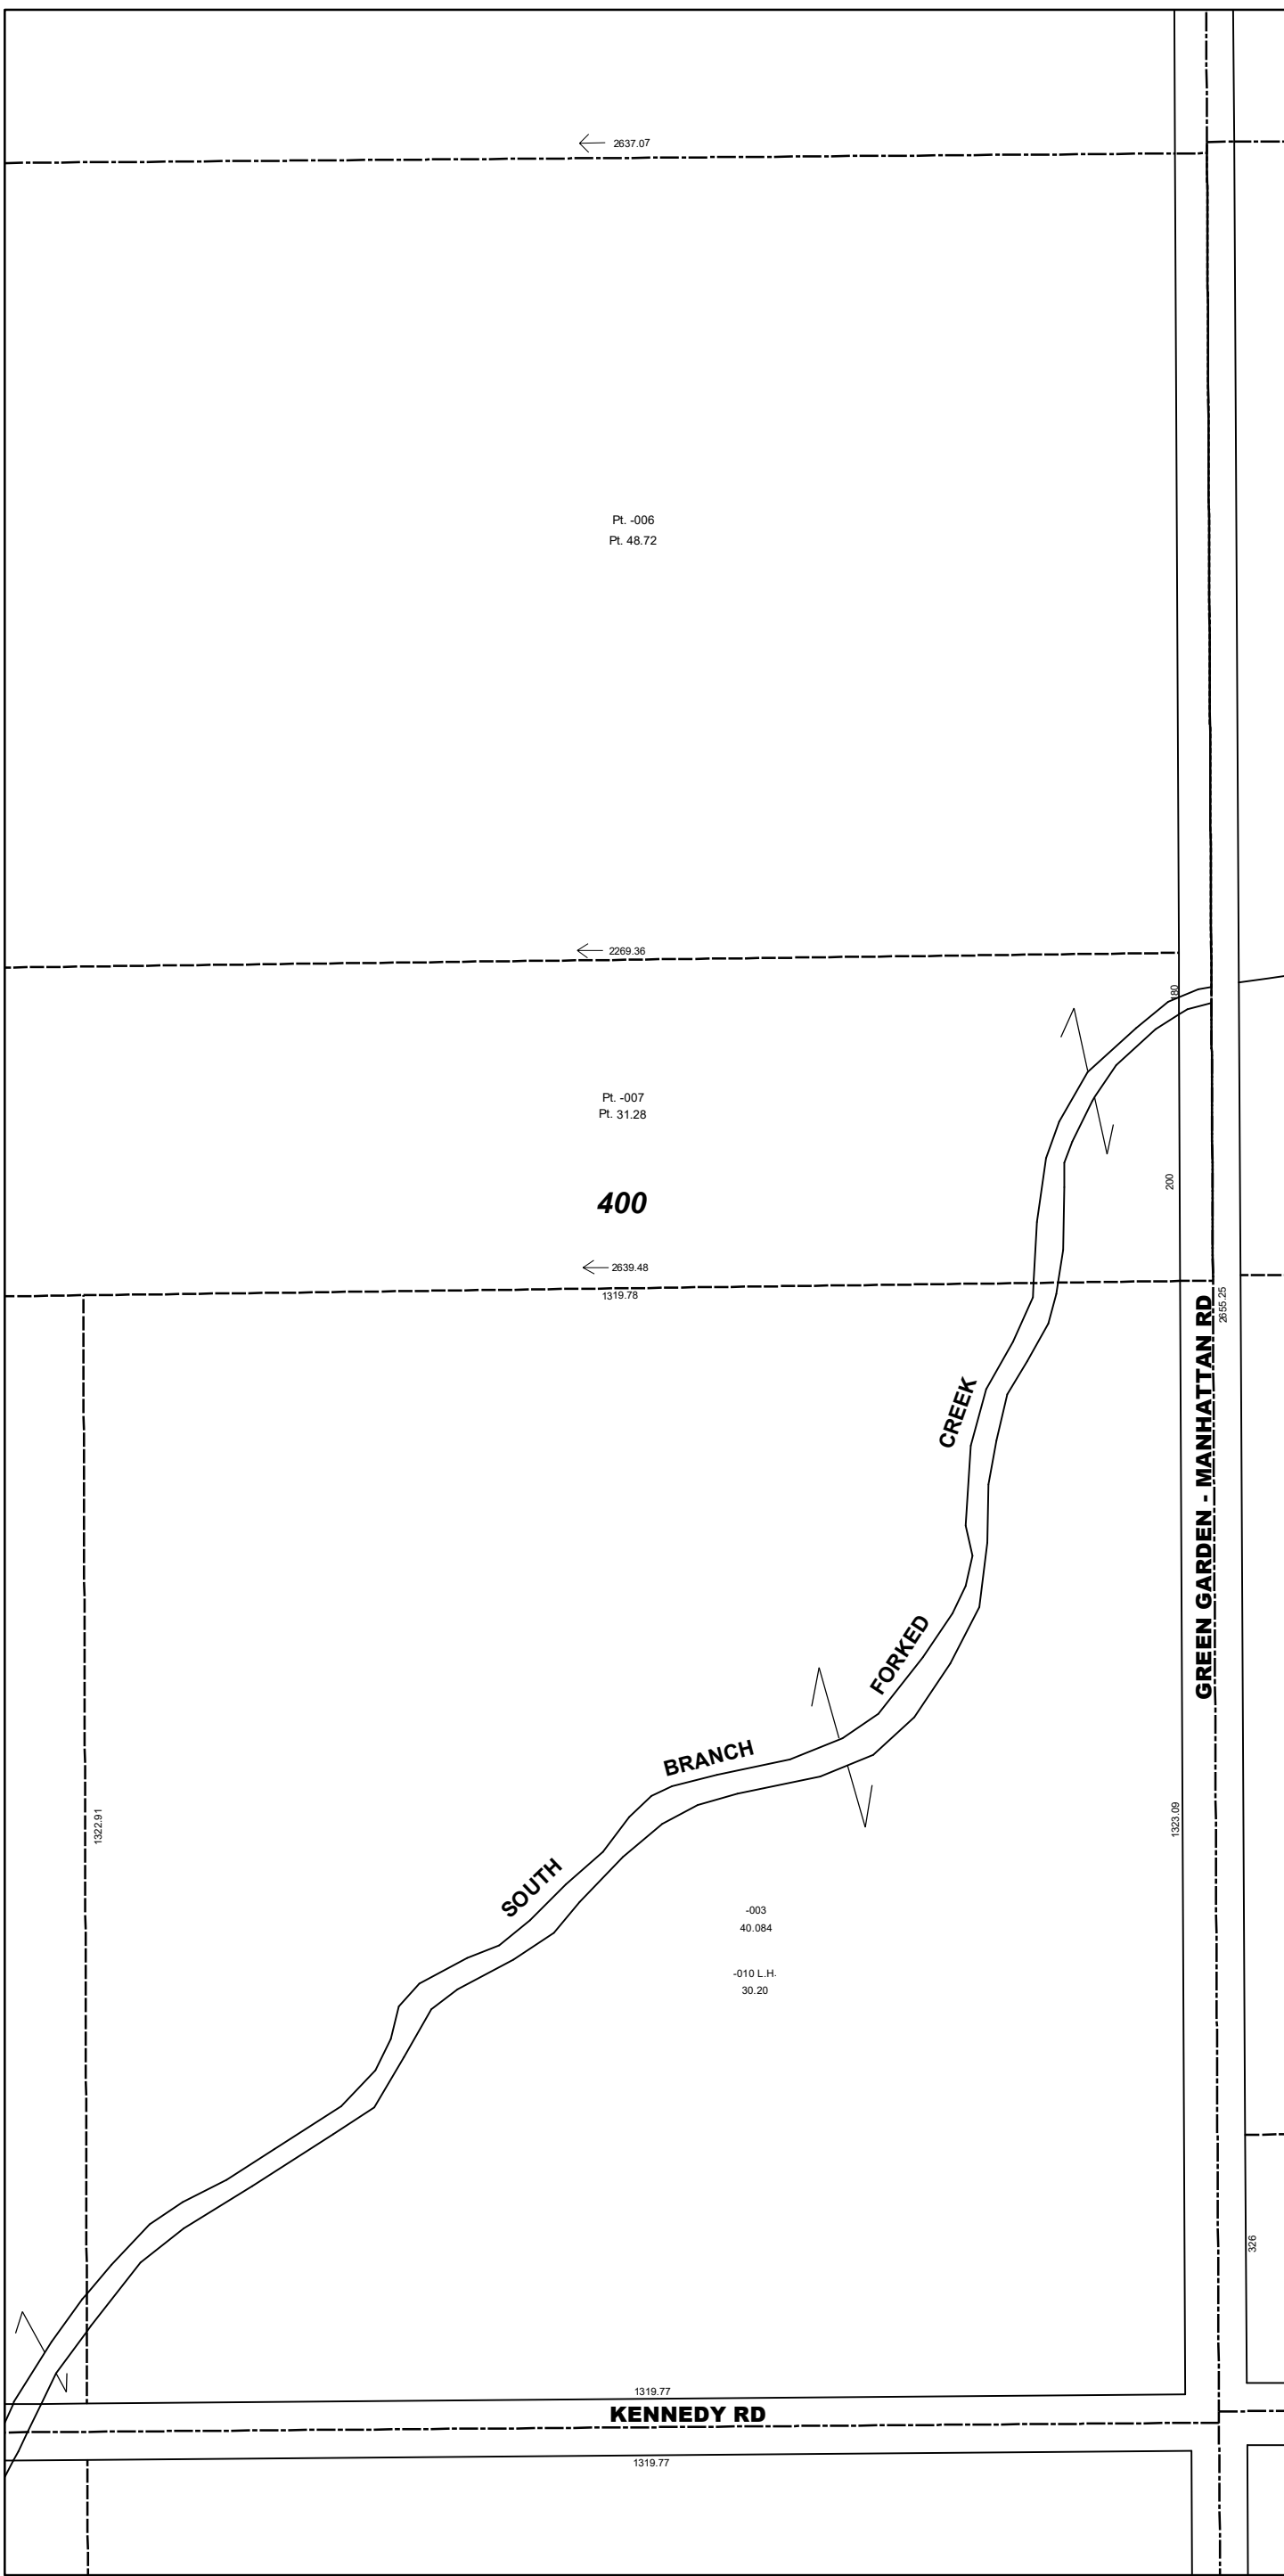 2637.07
Pt. -006
Pt. 48.72
2269.36
180
Pt. -007
Pt. 31.28
200
400
2639.48
1319.78
2655.25
GREEN GARDEN - MANHATTAN RD
SOUTH BRANCH FORKED CREEK
1322.91
1323.09
-003
40.084
-010 L.H.
30.20
326
1319.77
KENNEDY RD
1319.77